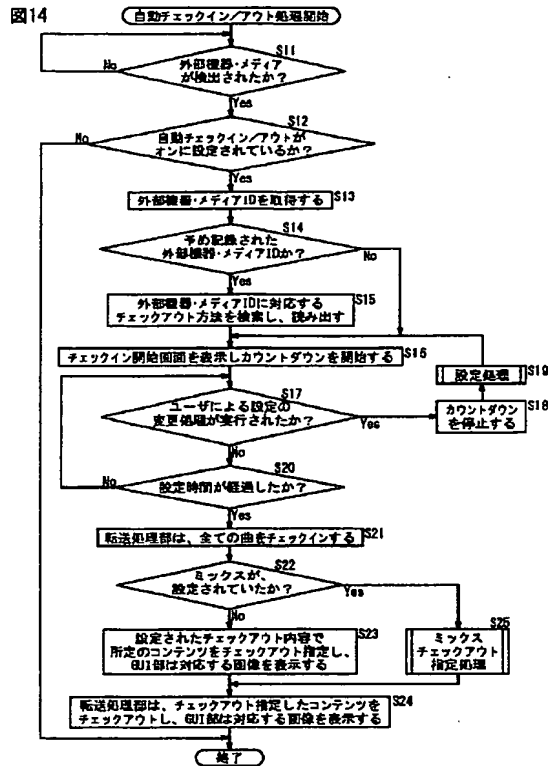 図14
自動チェックイン/アウト処理開始
S11
外部機器・メディア
が検出されたか?
No
Yes
S12
自動チェックイン/アウトが
オンに設定されているか?
No
Yes
外部機器・メディアIDを取得する
S13
S14
予め記録された
外部機器・メディアIDか?
No
Yes
外部機器・メディアIDに対応する
チェックアウト方法を検索し、読み出す
S15
チェックイン開始画面を表示しカウントダウンを開始する
S16
S19
設定処理
S17
ユーザによる設定の
変更処理が実行されたか?
Yes
カウントダウン
を停止する
S18
No
S20
設定時間が経過したか?
No
Yes
転送処理部は、全ての曲をチェックインする
S21
S22
ミックスが、
設定されていたか?
Yes
No
設定されたチェックアウト内容で
所定のコンテンツをチェックアウト指定し、
GUI部は対応する画像を表示する
S23
S25
ミックス
チェックアウト
指定処理
転送処理部は、チェックアウト指定したコンテンツを
チェックアウトし、GUI部は対応する画像を表示する
S24
終了